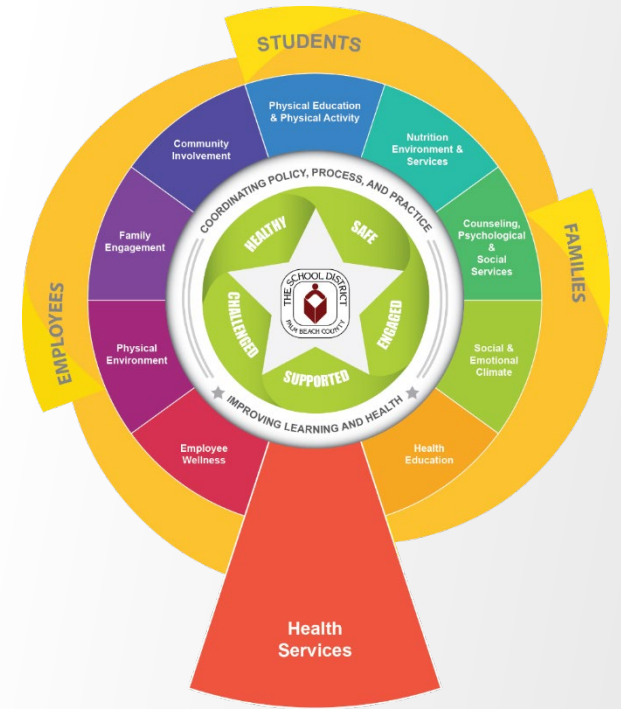 STUDENTS
FAMILIES
EMPLOYEES
Physical Education
& Physical Activity
Nutrition
Environment &
Services
Counseling,
Psychological
&
Social
Services
Social &
Emotional
Climate
Health
Education
Health
Services
Employee
Wellness
Physical
Environment
Family
Engagement
Community
Involvement
COORDINATING POLICY, PROCESS, AND PRACTICE
IMPROVING LEARNING AND HEALTH
HEALTHY
SAFE
ENGAGED
SUPPORTED
CHALLENGED
THE SCHOOL DISTRICT
PALM BEACH COUNTY